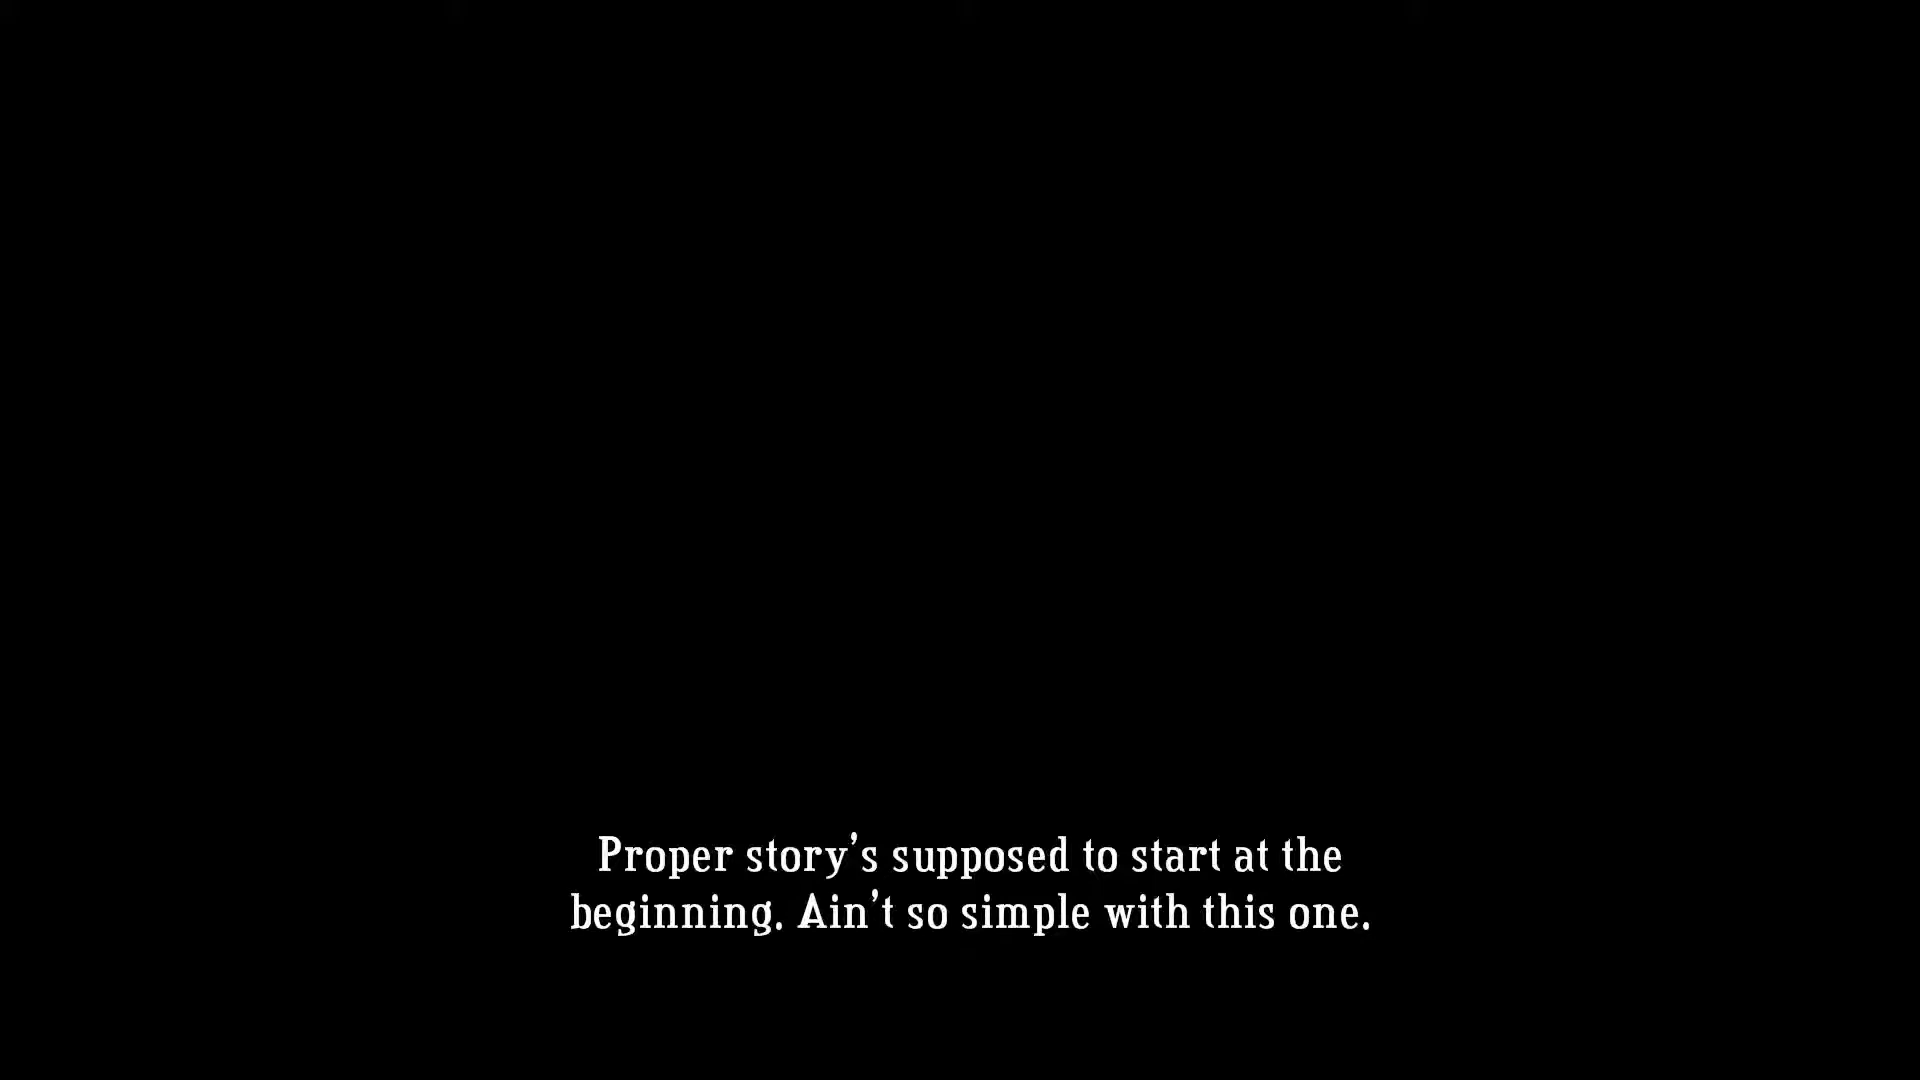 Proper story’s supposed to start at the
beginning. Ain’t so simple with this one.